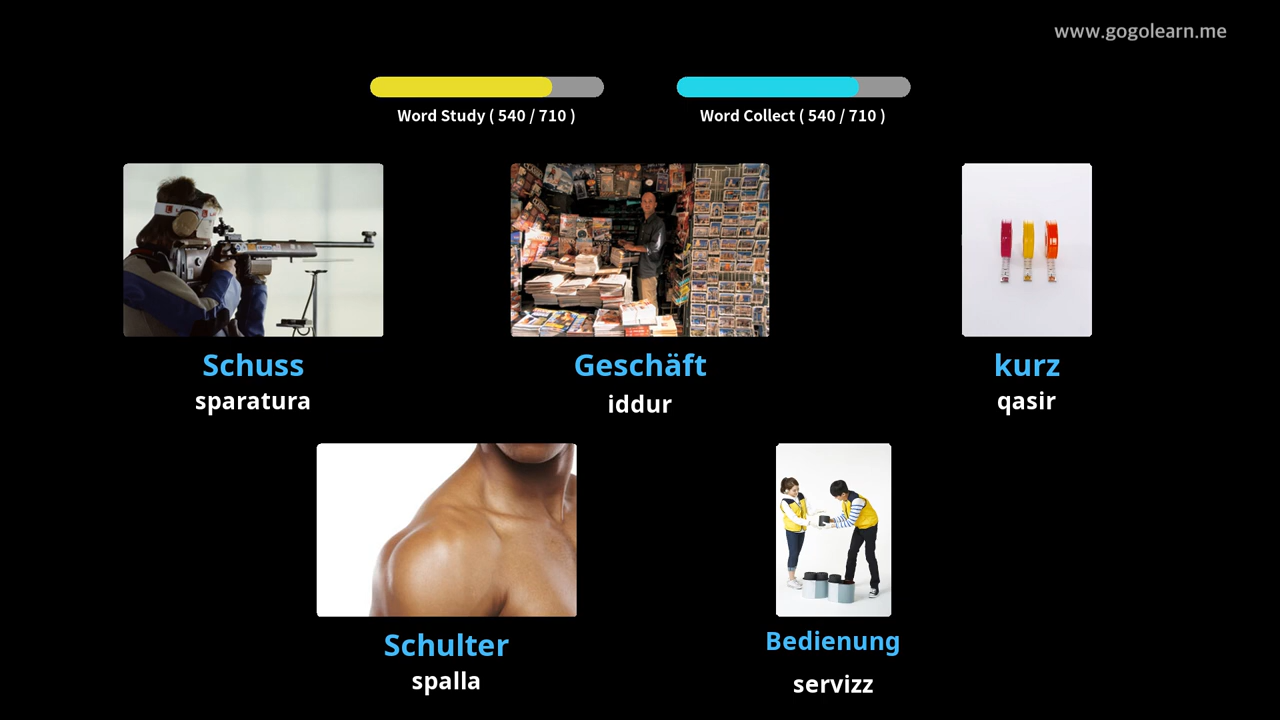 www.gogolearn.me
Word Study ( 540 / 710 )
Word Collect ( 540 / 710 )
Schuss
sparatura
Geschäft
iddur
kurz
qasir
Schulter
spalla
Bedienung
servizz